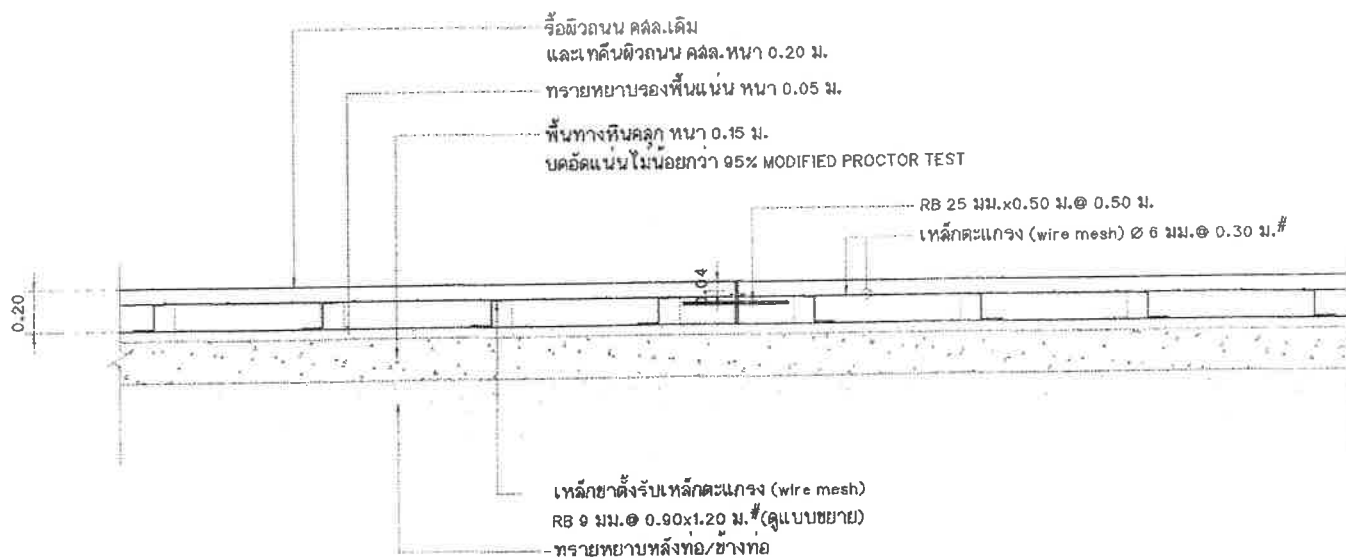 รื้อผิวถนน คสล.เดิม
และเทคืนผิวถนน คสล.หนา 0.20 ม.
ทรายหยาบรองพื้นแน่น หนา 0.05 ม.
พื้นทางหินคลุก หนา 0.15 ม.
บดอัดแน่นไม่น้อยกว่า 95% MODIFIED PROCTOR TEST
RB 25 มม.x0.50 ม.@ 0.50 ม.
เหล็กตะแกรง (wire mesh) Ø 6 มม.@ 0.30 ม.#
0.04
0.20
เหล็กขาตั้งรับเหล็กตะแกรง (wire mesh)
RB 9 มม.@ 0.90x1.20 ม.#(ดูแบบขยาย)
ทรายหยาบหลังท่อ/ข้างท่อ